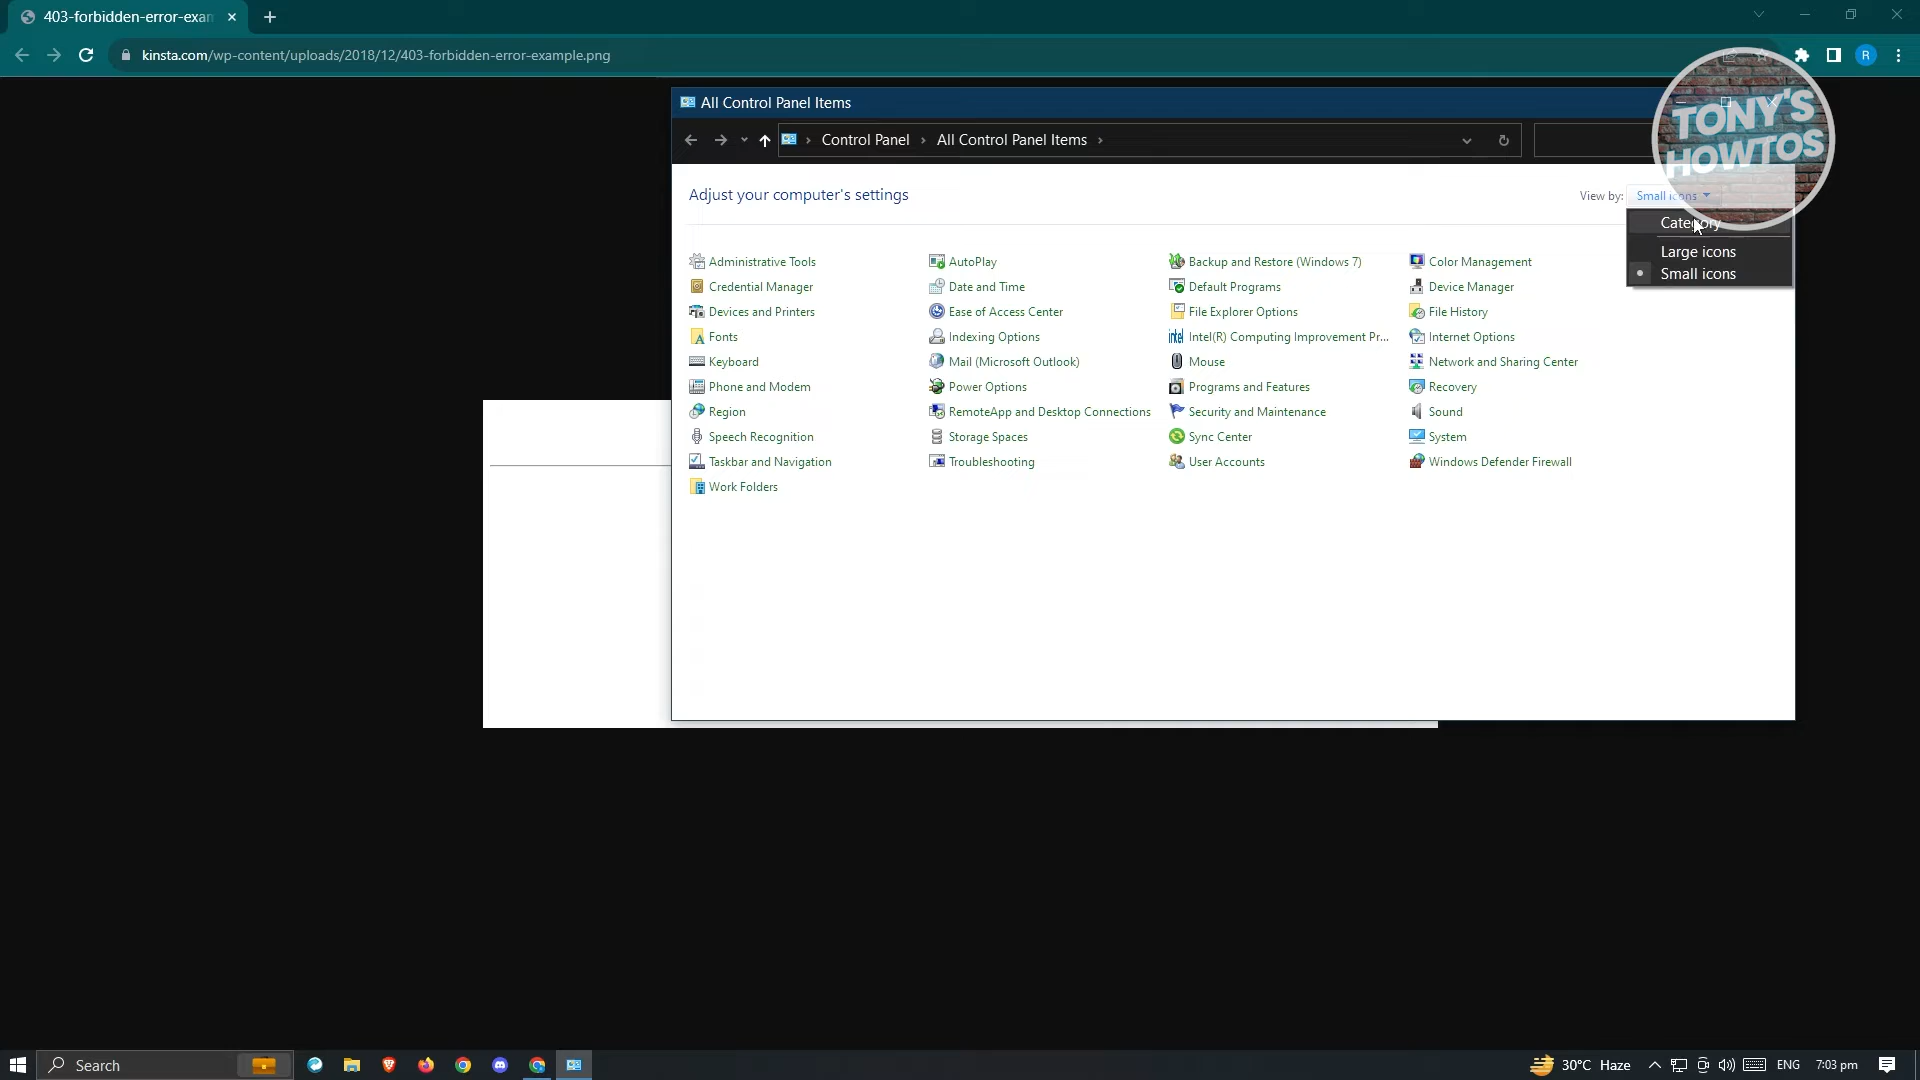 403-forbidden-error-exam
kinsta.com/wp-content/uploads/2018/12/403-forbidden-error-example.png
R
All Control Panel Items
TONY'S
HOWTOS
Control Panel
All Control Panel Items
Adjust your computer's settings
View by:
Small icons
Category
Large icons
Small icons
Administrative Tools
AutoPlay
Backup and Restore (Windows 7)
Color Management
Credential Manager
Date and Time
Default Programs
Device Manager
Devices and Printers
Ease of Access Center
File Explorer Options
File History
Fonts
Indexing Options
Intel(R) Computing Improvement Pr...
Internet Options
Keyboard
Mail (Microsoft Outlook)
Mouse
Network and Sharing Center
Phone and Modem
Power Options
Programs and Features
Recovery
Region
RemoteApp and Desktop Connections
Security and Maintenance
Sound
Speech Recognition
Storage Spaces
Sync Center
System
Taskbar and Navigation
Troubleshooting
User Accounts
Windows Defender Firewall
Work Folders
Search
30°C Haze
ENG
7:03 pm